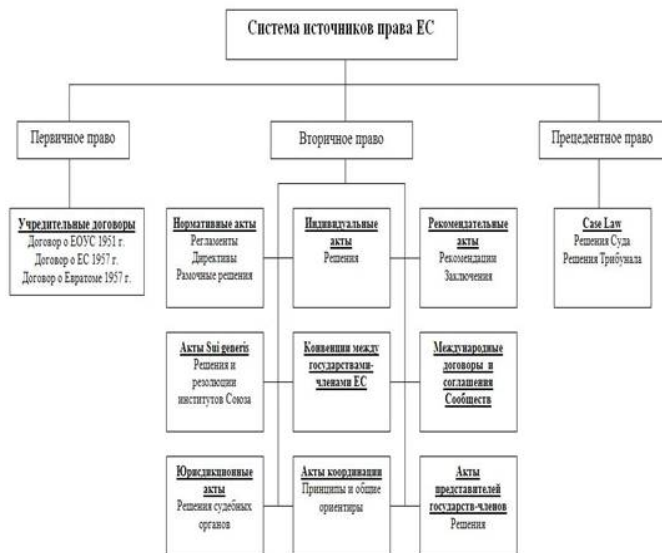 Система источников права ЕС
Первичное право
Вторичное право
Прецедентное право
Учредительные договоры
Договор о ЕОУС 1951 г.
Договор о ЕС 1957 г.
Договор о Евратоме 1957 г.
Нормативные акты
Регламенты
Директивы
Рамочные решения
Индивидуальные
акты
Решения
Рекомендательные
акты
Рекомендации
Заключения
Case Law
Решения Суда
Решения Трибунала
Акты Sui generis
Решения и
резолюции
институтов Союза
Конвенции между
государствами-
членами ЕС
Международные
договоры и
соглашения
Сообществ
Юрисдикционные
акты
Решения судебных
органов
Акты координации
Принципы и общие
ориентиры
Акты
представителей
государств-членов
Решения